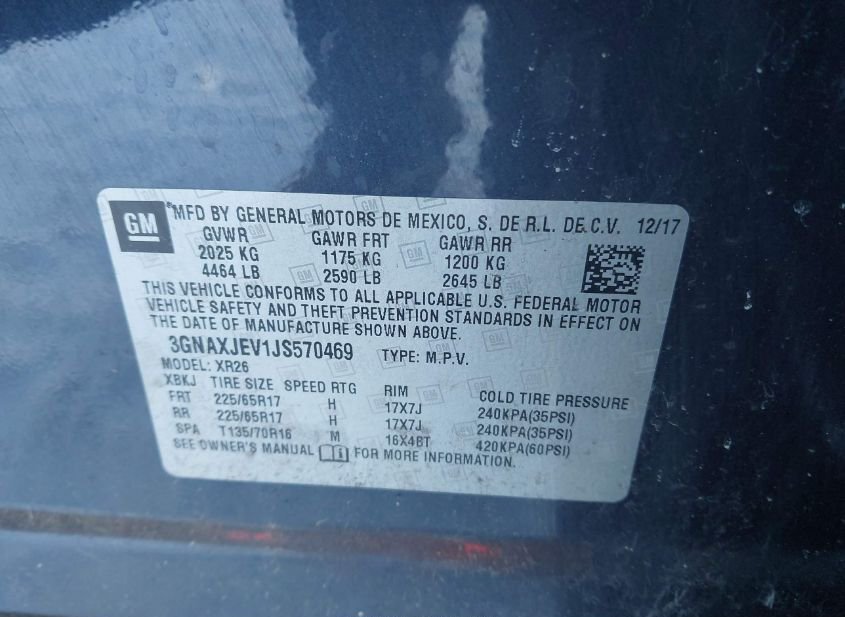 GM MFD BY GENERAL MOTORS DE MEXICO, S. DE R.L. DE C.V. 12/17
GVWR GAWR FRT GAWR RR
2025 KG 1175 KG 1200 KG
4464 LB 2590 LB 2645 LB
THIS VEHICLE CONFORMS TO ALL APPLICABLE U.S. FEDERAL MOTOR
VEHICLE SAFETY AND THEFT PREVENTION STANDARDS IN EFFECT ON
THE DATE OF MANUFACTURE SHOWN ABOVE.
3GNAXJEV1JS570469 TYPE: M.P.V.
MODEL: XR26
XBKJ TIRE SIZE SPEED RTG RIM COLD TIRE PRESSURE
FRT 225/65R17 H 17X7J 240KPA(35PSI)
RR 225/65R17 H 17X7J 240KPA(35PSI)
SPA T135/70R16 M 16X4BT 420KPA(60PSI)
SEE OWNER'S MANUAL FOR MORE INFORMATION.